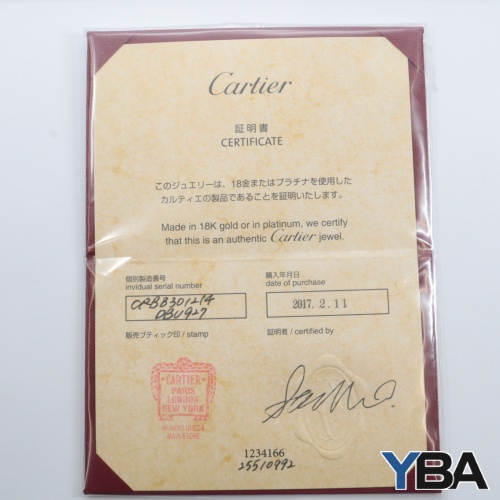 Cartier
証明書
CERTIFICATE
このジュエリーは、18金またはプラチナを使用した
カルティエの製品であることを証明いたします。
Made in 18K gold or in platinum, we certify
that this is an authentic Cartier jewel.
個別製造番号
invidual serial number
CRB8301214
DBU927
購入年月日
date of purchase
2017.2.11
販売ブティック印 / stamp
証明者 / certified by
CARTIER
PARIS
LONDON
NEW YORK
1234166
25510992
YBA